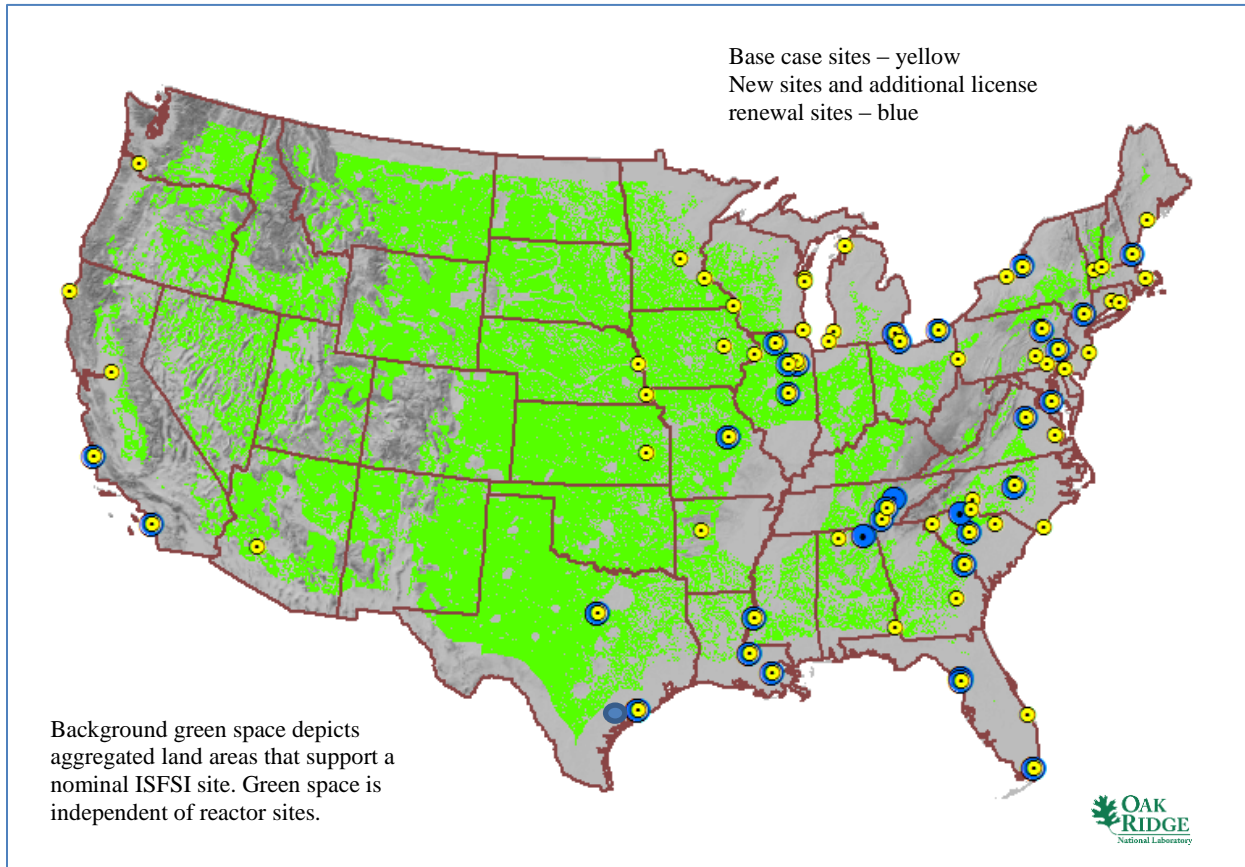 Base case sites – yellow
New sites and additional license
renewal sites – blue
Background green space depicts
aggregated land areas that support a
nominal ISFSI site. Green space is
independent of reactor sites.
OAK
RIDGE
National Laboratory